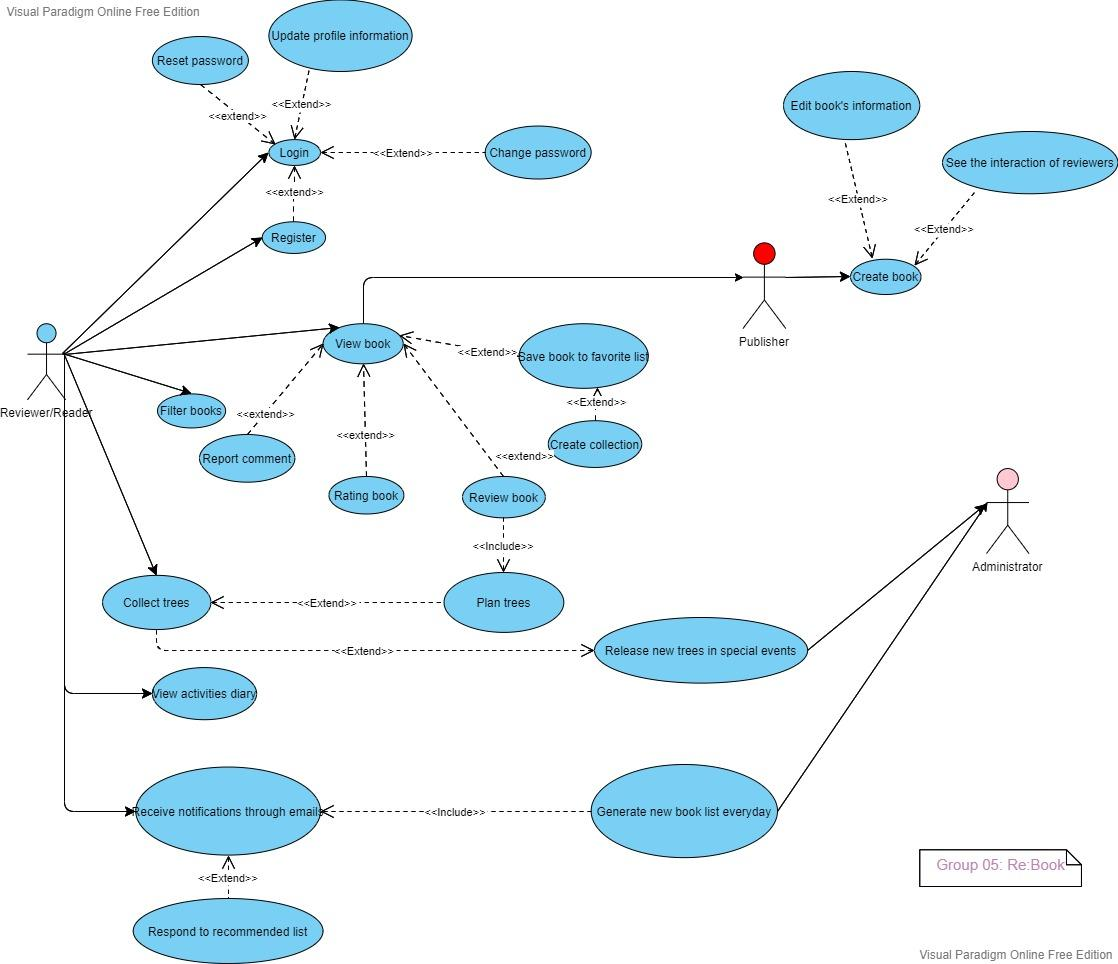 Visual Paradigm Online Free Edition
Update profile information
Reset password
<<Extend>>
<<extend>>
Login
<<Extend>>
Change password
<<extend>>
Register
Edit book's information
See the interaction of reviewers
<<Extend>>
<<Extend>>
Create book
Publisher
View book
<<Extend>>
Save book to favorite list
Reviewer/Reader
Filter books
<<extend>>
<<Extend>>
<<extend>>
Create collection
Report comment
<<extend>>
Rating book
Review book
<<Include>>
Administrator
Collect trees
<<Extend>>
Plan trees
<<Extend>>
Release new trees in special events
View activities diary
Receive notifications through emails
<<Include>>
Generate new book list everyday
<<Extend>>
Group 05: Re:Book
Respond to recommended list
Visual Paradigm Online Free Edition